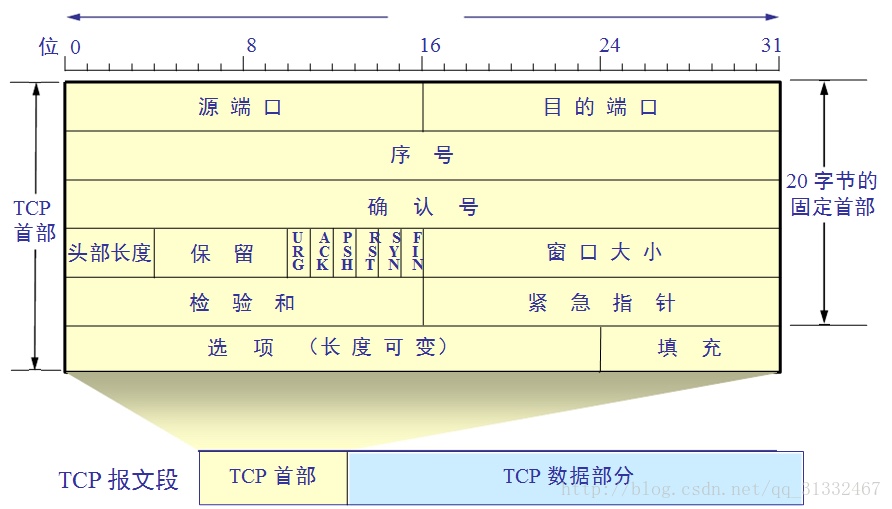 位 0 8 16 24 31
源 端 口 目 的 端 口
序 号
确 认 号
TCP
首部
20 字节的
固定首部
头部长度 保 留 URG ACK PSH RST SYN FIN 窗 口 大 小
检 验 和 紧 急 指 针
选 项 （长 度 可 变） 填 充
TCP 报文段 TCP 首部 TCP 数据部分
http://blog.csdn.net/qq_31332467